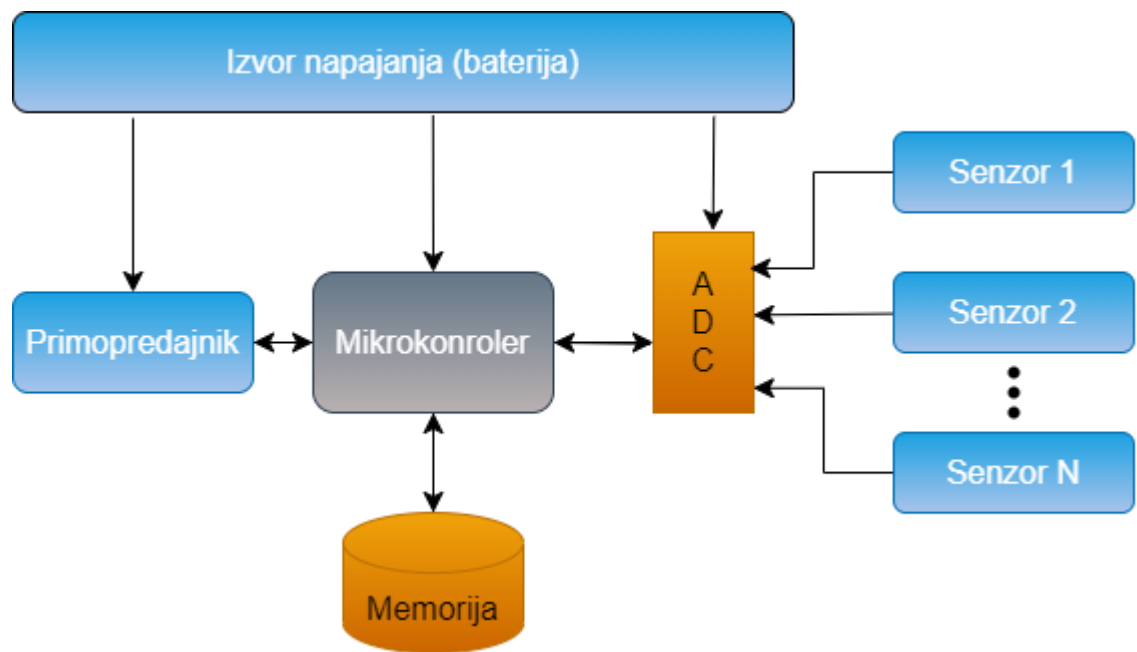 Izvor napajanja (baterija)
Senzor 1
Primopredajnik
Mikrokonroler
A
D
C
Senzor 2
Senzor N
Memorija